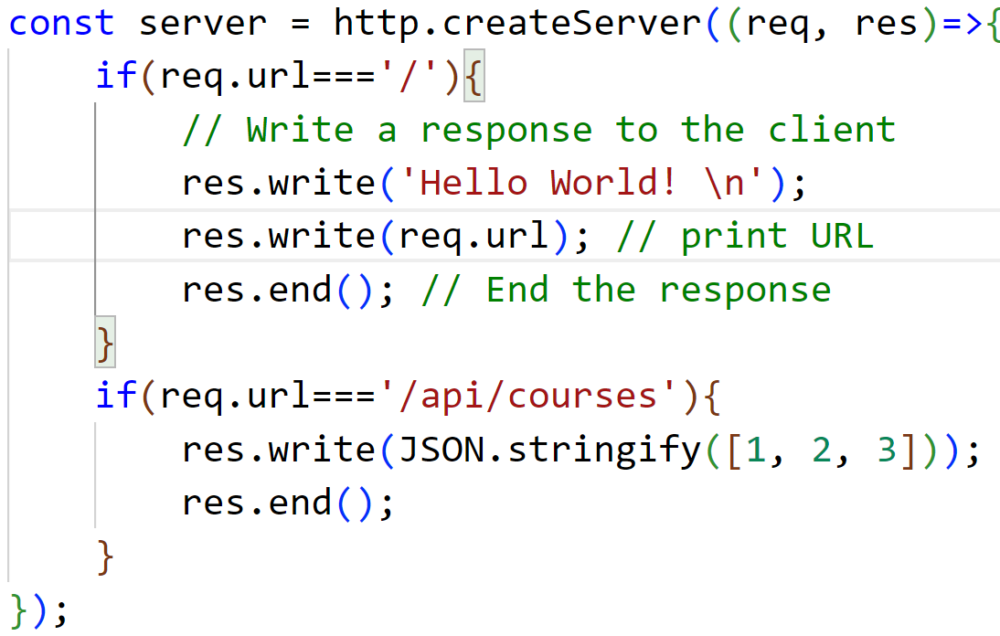 const server = http.createServer((req, res)=>{
    if(req.url==='/'){
        // Write a response to the client
        res.write('Hello World! \n');
        res.write(req.url); // print URL
        res.end(); // End the response
    }
    if(req.url==='/api/courses'){
        res.write(JSON.stringify([1, 2, 3]));
        res.end();
    }
});